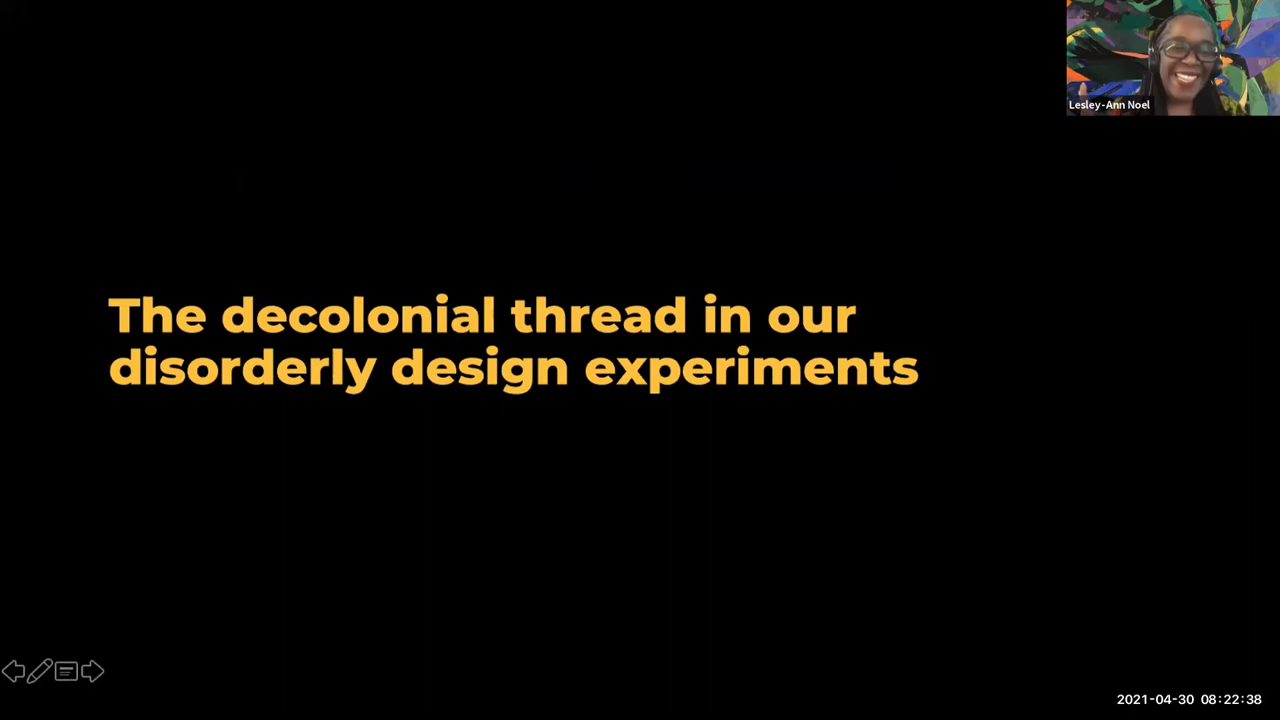 Lesley-Ann Noel
The decolonial thread in our
disorderly design experiments
2021-04-30 08:22:38